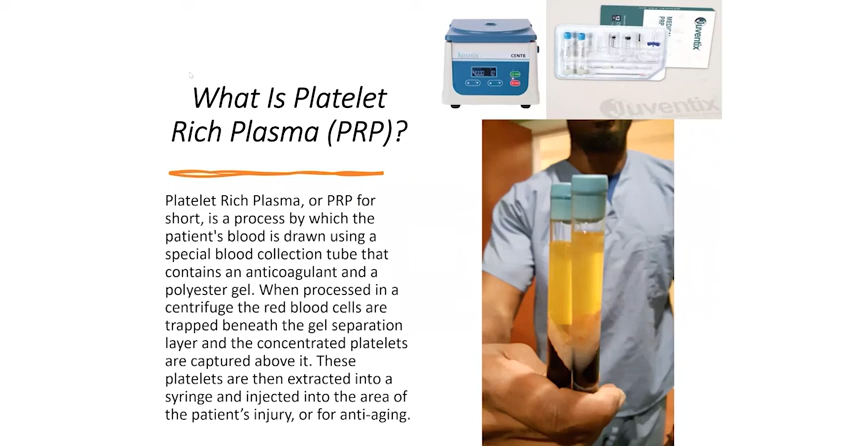 What Is Platelet
Rich Plasma (PRP)?
Platelet Rich Plasma, or PRP for
short, is a process by which the
patient's blood is drawn using a
special blood collection tube that
contains an anticoagulant and a
polyester gel. When processed in a
centrifuge the red blood cells are
trapped beneath the gel separation
layer and the concentrated platelets
are captured above it. These
platelets are then extracted into a
syringe and injected into the area of
the patient’s injury, or for anti-aging.
Juventix
CENT8
Juventix
PRP
Juventix